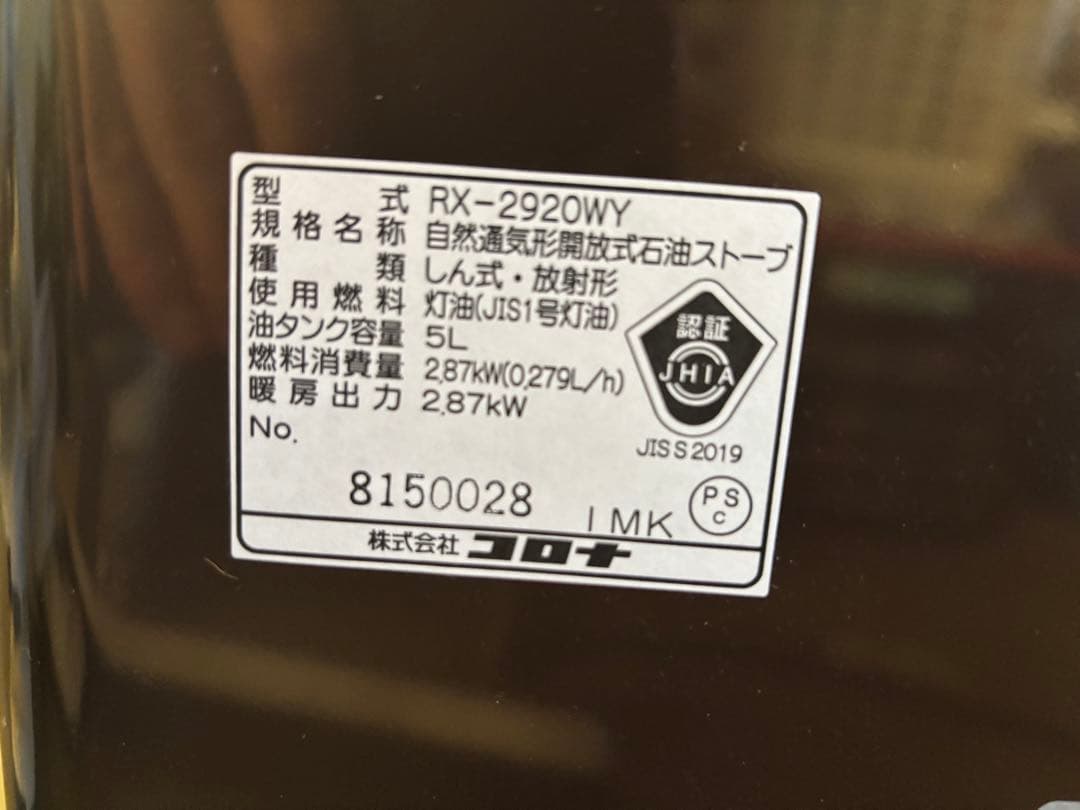 型式 RX-2920WY
規格名称 自然通気形開放式石油ストーブ
種類 しん式・放射形
使用燃料 灯油(JIS1号灯油)
油タンク容量 5L
燃料消費量 2.87kW(0.279L/h)
暖房出力 2.87kW
認証
JHIA
JIS S 2019
No.
8150028 IMK
PS
C
株式会社コロナ